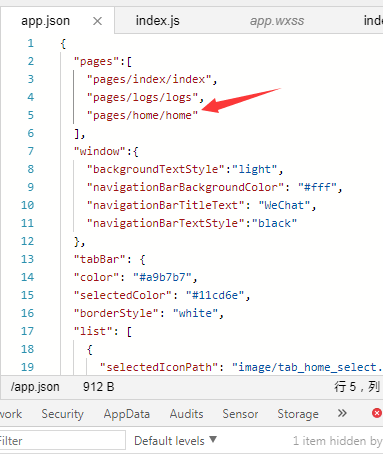 app.json × index.js app.wxss inde
1 {
2 "pages":[
3 "pages/index/index",
4 "pages/logs/logs",
5 "pages/home/home"
6 ],
7 "window":{
8 "backgroundTextStyle":"light",
9 "navigationBarBackgroundColor": "#fff",
10 "navigationBarTitleText": "WeChat",
11 "navigationBarTextStyle":"black"
12 },
13 "tabBar": {
14 "color": "#a9b7b7",
15 "selectedColor": "#11cd6e",
16 "borderStyle": "white",
17 "list": [
18 {
19 "selectedIconPath": "image/tab_home_select.
/app.json 912 B 行 5，列
work Security AppData Audits Sensor Storage »
Filter Default levels ▼ 1 item hidden by